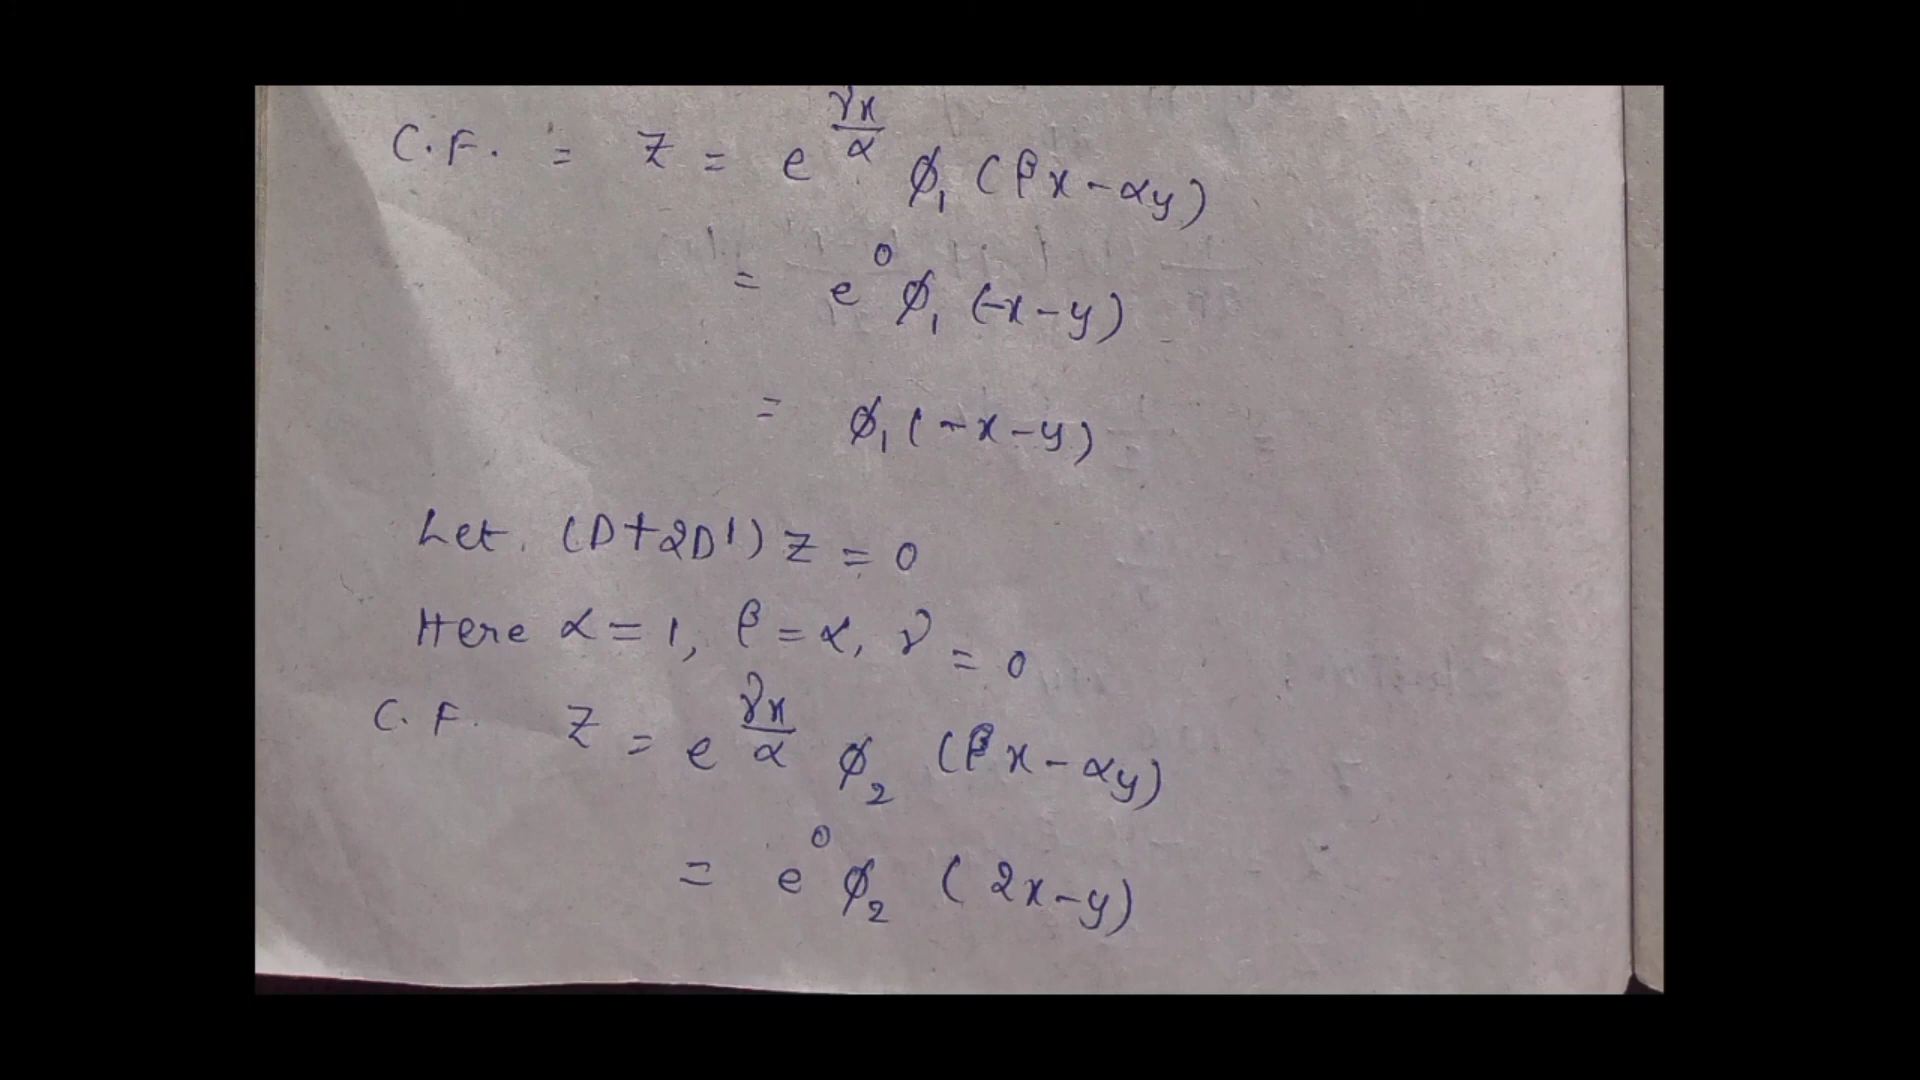 C.F. = Z = e^{γx/α} ϕ₁ (βx - αy)
= e⁰ ϕ₁ (-x - y)
= ϕ₁ (-x - y)
Let. (D + 2D') Z = 0
Here α = 1, β = α, γ = 0
C.F. Z = e^{γx/α} ϕ₂ (βx - αy)
= e⁰ ϕ₂ (2x - y)